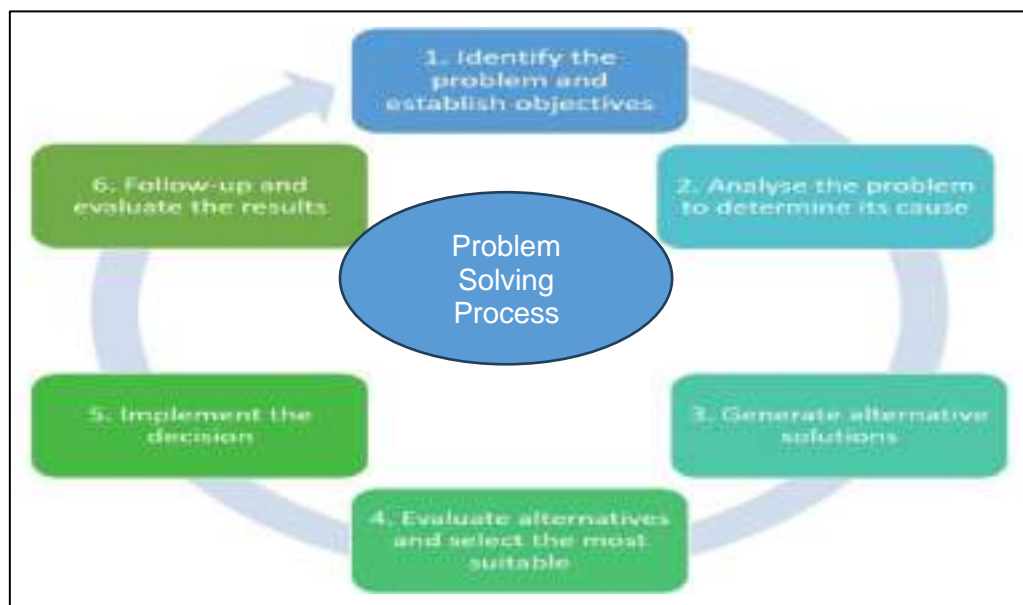 1. Identify the
problem and
establish objectives
2. Analyse the problem
to determine its cause
3. Generate alternative
solutions
4. Evaluate alternatives
and select the most
suitable
5. Implement the
decision
6. Follow-up and
evaluate the results
Problem
Solving
Process